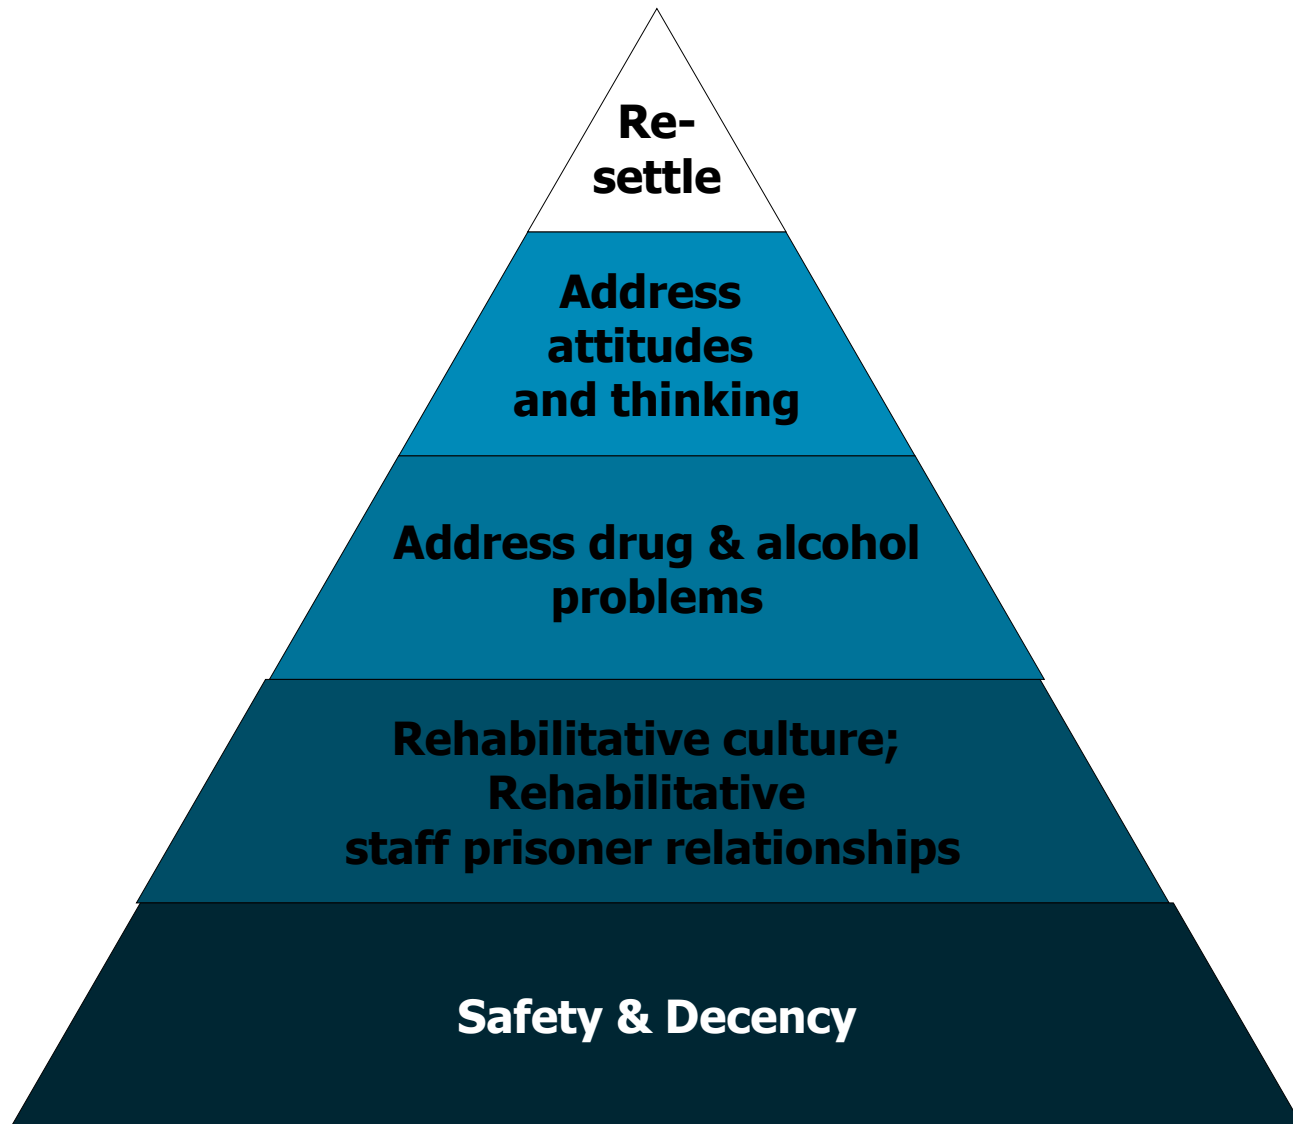 Re-
settle
Address
attitudes
and thinking
Address drug & alcohol
problems
Rehabilitative culture;
Rehabilitative
staff prisoner relationships
Safety & Decency